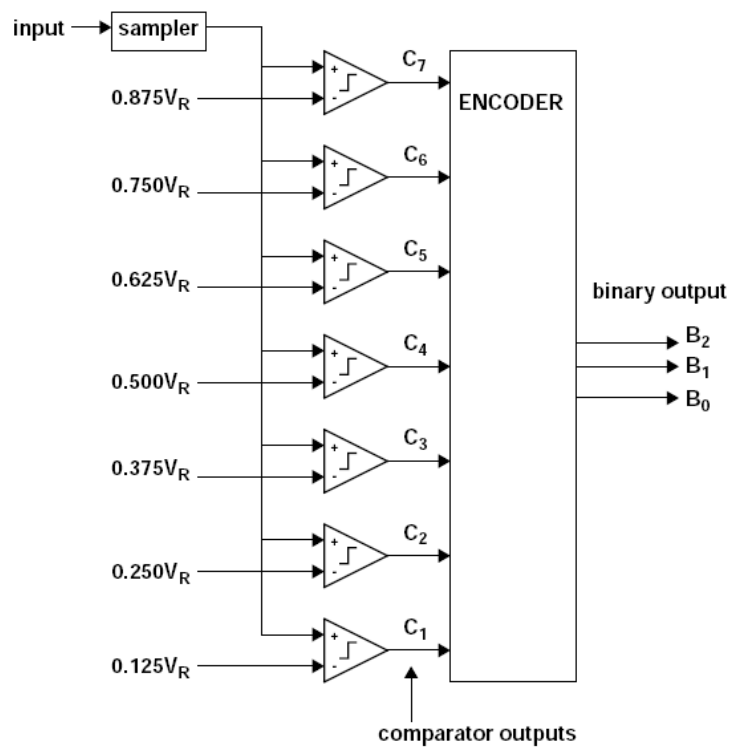 input
sampler
C7
+
-
0.875VR
ENCODER
C6
+
-
0.750VR
C5
+
-
0.625VR
binary output
B2
B1
B0
C4
+
-
0.500VR
C3
+
-
0.375VR
C2
+
-
0.250VR
C1
+
-
0.125VR
comparator outputs